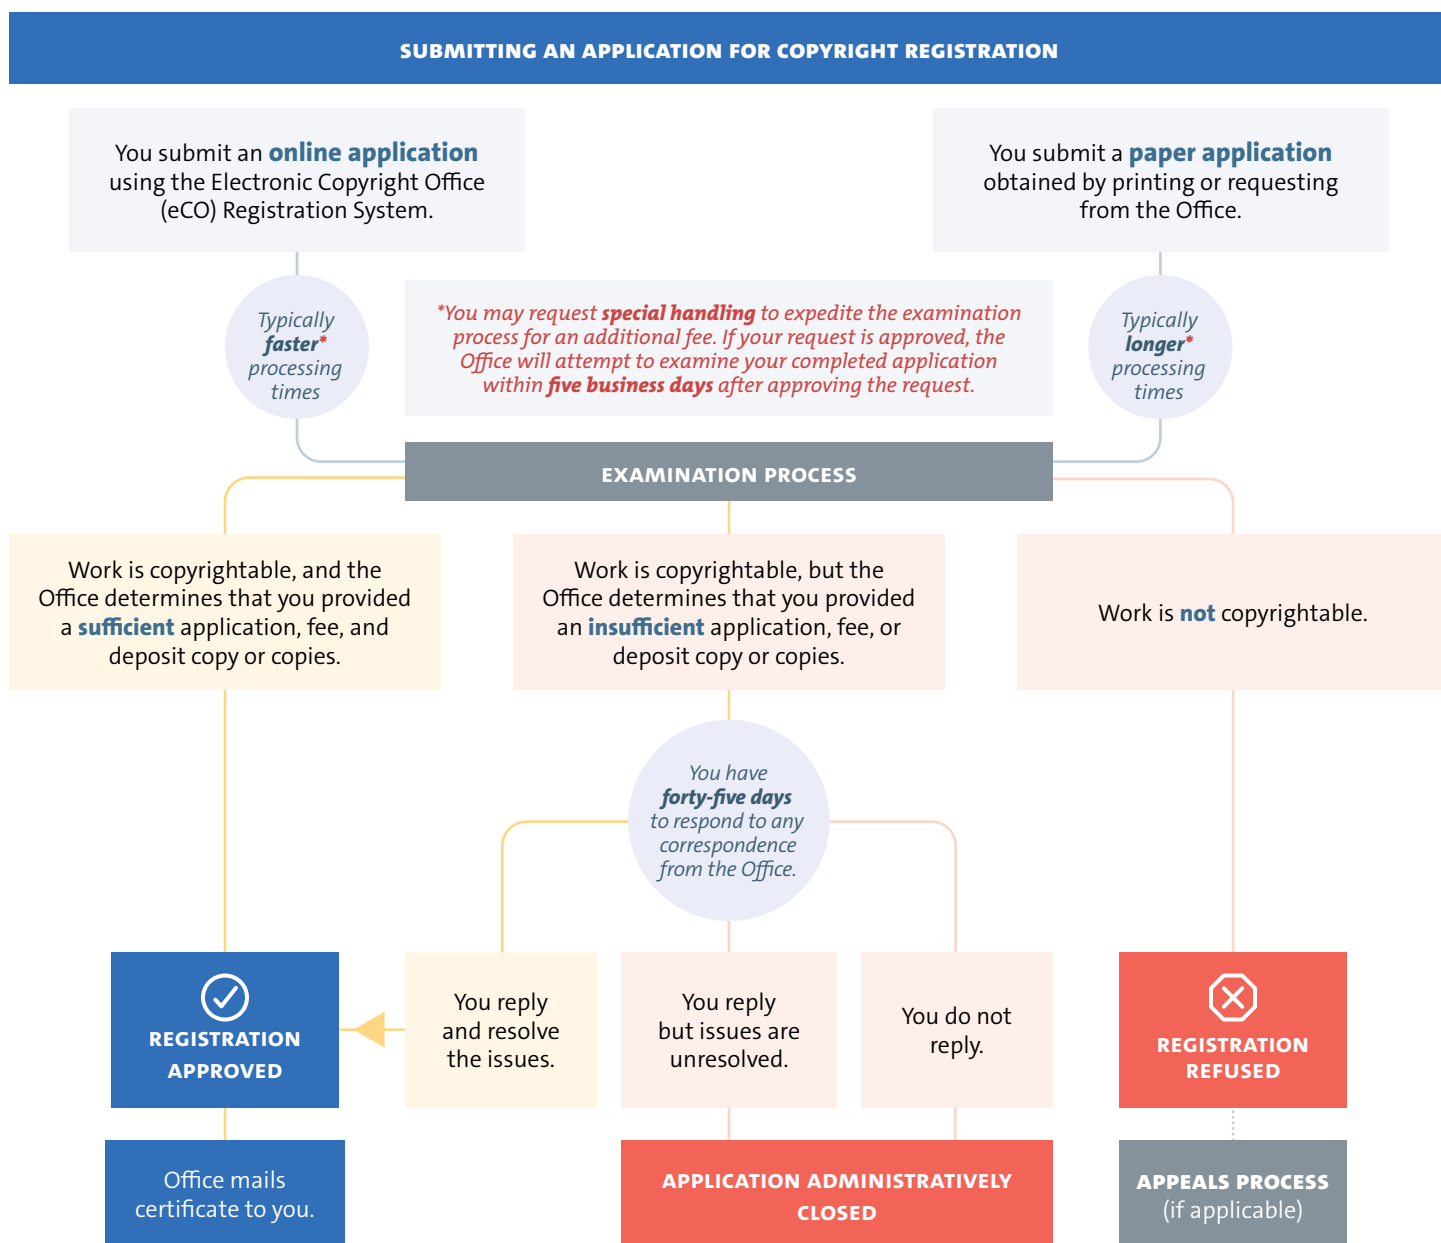 SUBMITTING AN APPLICATION FOR COPYRIGHT REGISTRATION
You submit an online application
using the Electronic Copyright Office
(eCO) Registration System.
You submit a paper application
obtained by printing or requesting
from the Office.
Typically
faster*
processing
times
*You may request special handling to expedite the examination
process for an additional fee. If your request is approved, the
Office will attempt to examine your completed application
within five business days after approving the request.
Typically
longer*
processing
times
EXAMINATION PROCESS
Work is copyrightable, and the
Office determines that you provided
a sufficient application, fee, and
deposit copy or copies.
Work is copyrightable, but the
Office determines that you provided
an insufficient application, fee, or
deposit copy or copies.
Work is not copyrightable.
You have
forty-five days
to respond to any
correspondence
from the Office.
REGISTRATION
APPROVED
You reply
and resolve
the issues.
You reply
but issues are
unresolved.
You do not
reply.
REGISTRATION
REFUSED
Office mails
certificate to you.
APPLICATION ADMINISTRATIVELY
CLOSED
APPEALS PROCESS
(if applicable)